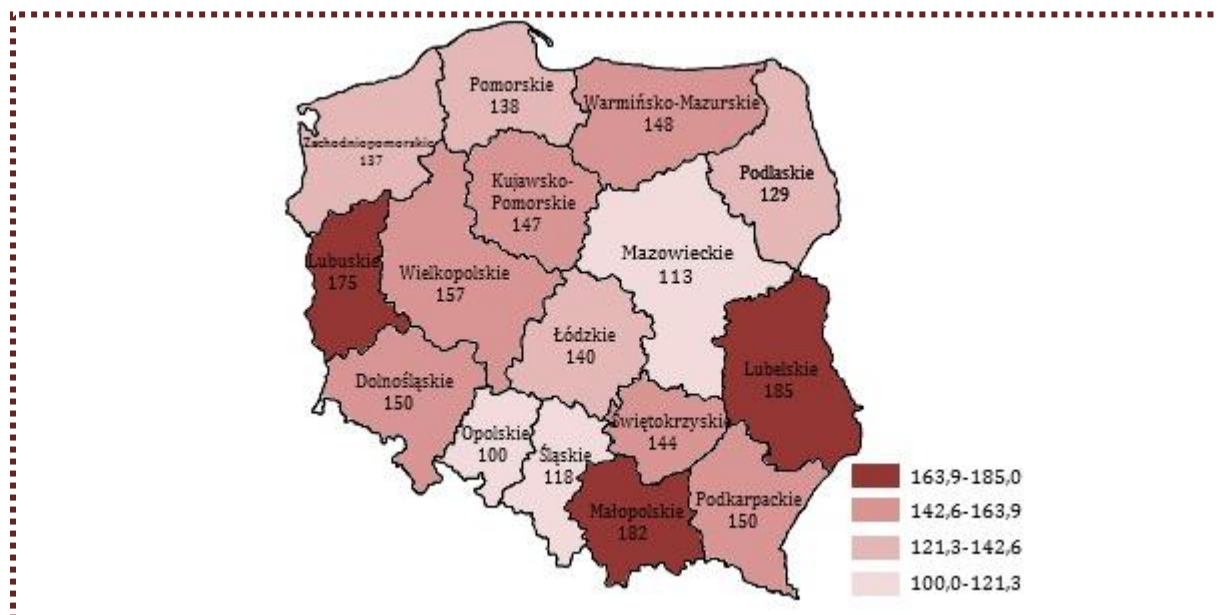 Pomorskie
138
Warmińsko-Mazurskie
148
Zachodniopomorskie
137
Podlaskie
129
Kujawsko-
Pomorskie
147
Mazowieckie
113
Lubuskie
175
Wielkopolskie
157
Łódzkie
140
Lubelskie
185
Dolnośląskie
150
Opolskie
100
Śląskie
118
Świętokrzyskie
144
Małopolskie
182
Podkarpackie
150
163,9-185,0
142,6-163,9
121,3-142,6
100,0-121,3